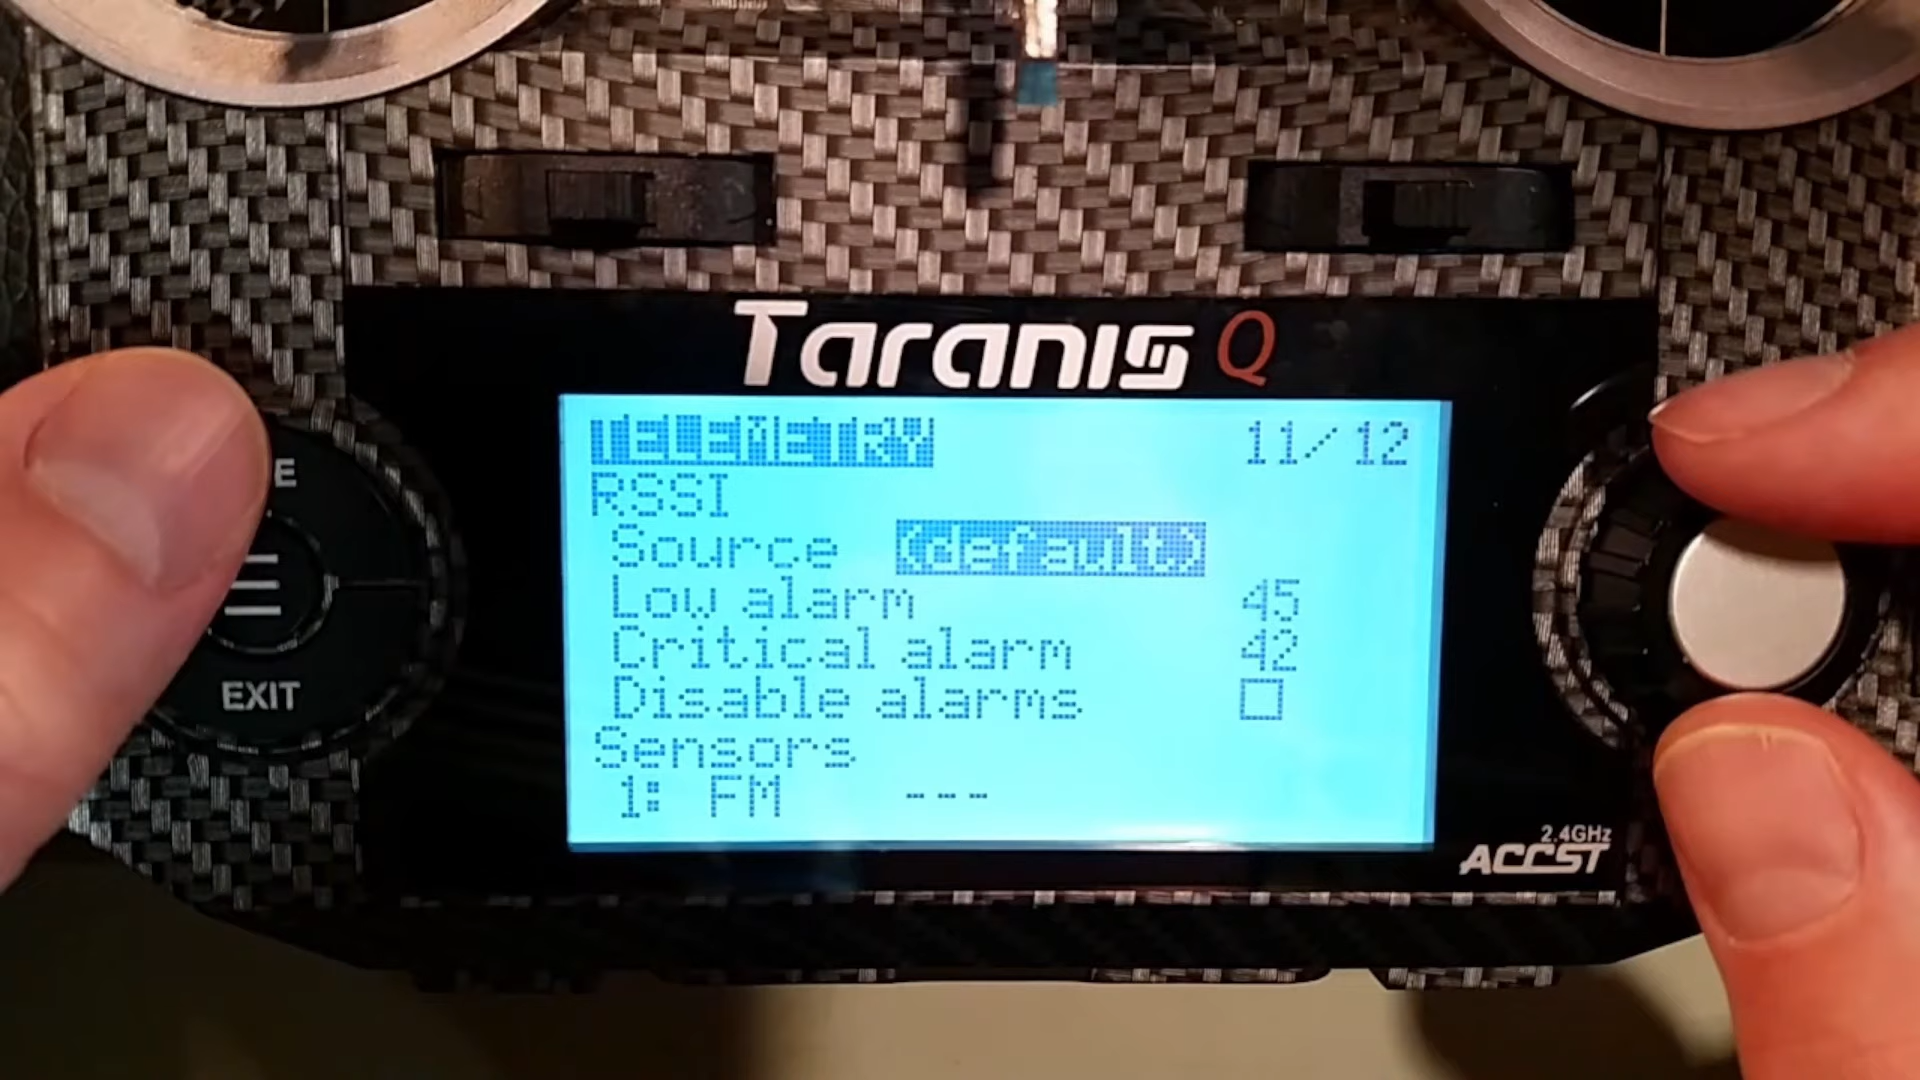 Taranis Q
TELEMETRY 11/12
RSSI
Source (default)
Low alarm 45
Critical alarm 42
Disable alarms
Sensors
1: FM ---
EXIT
2.4GHz
ACCST